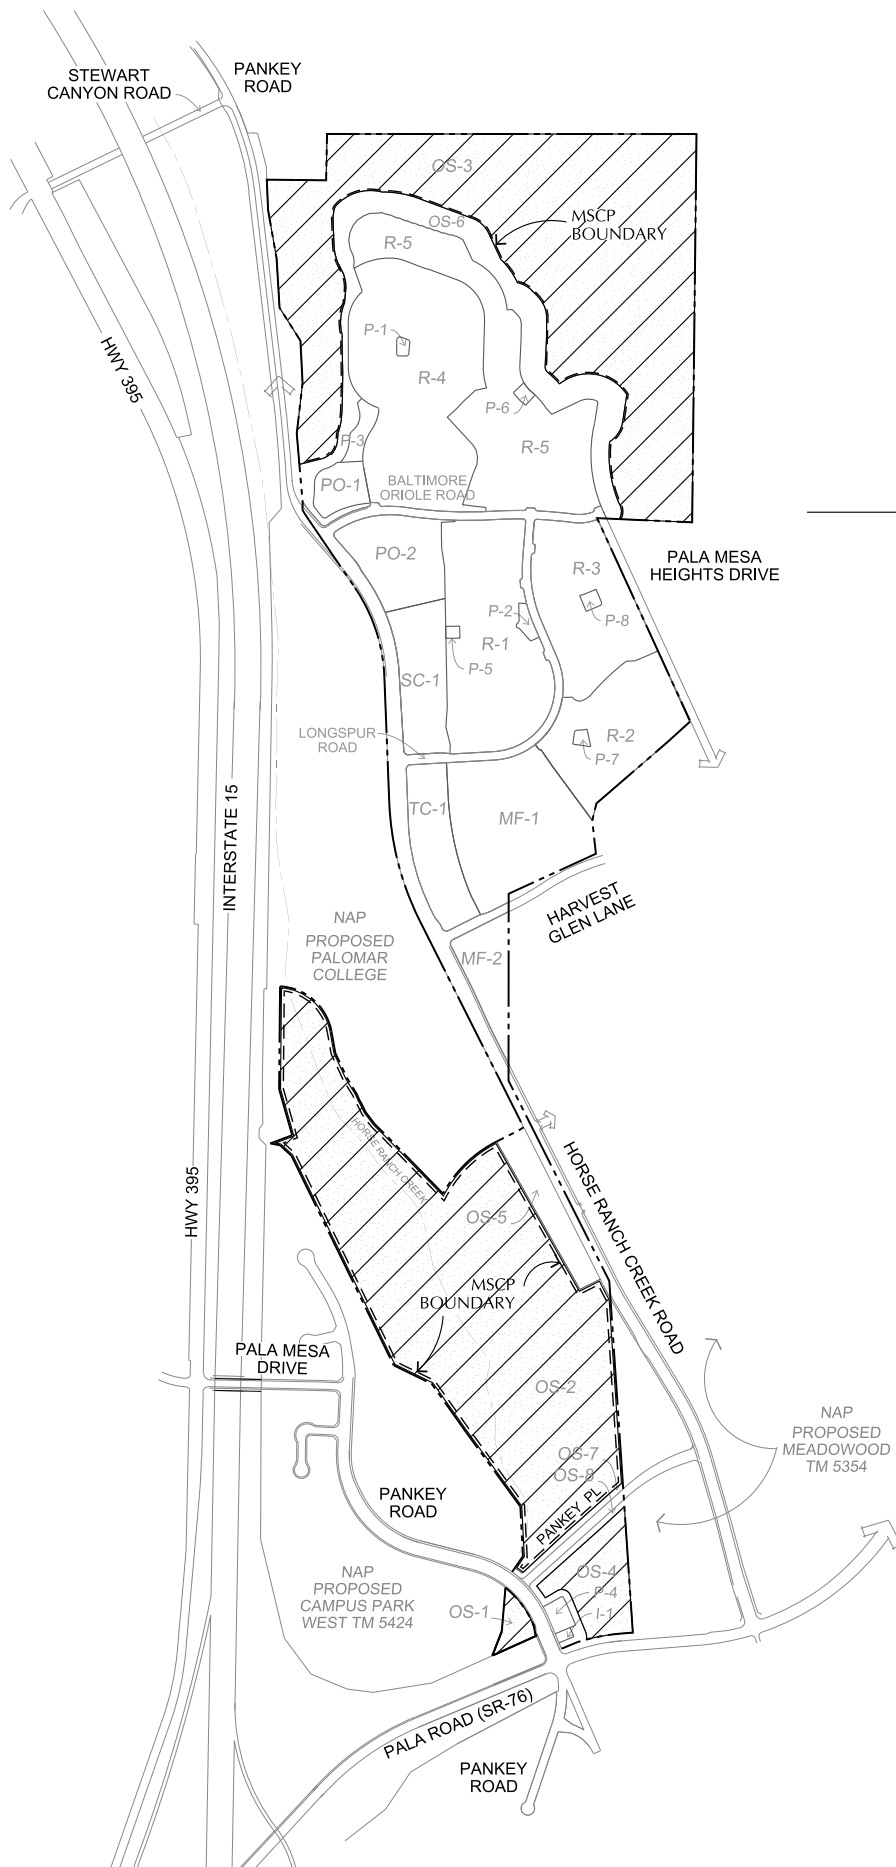 STEWART
CANYON ROAD
PANKEY
ROAD
OS-3
OS-6
MSCP
BOUNDARY
R-5
P-1
HWY 395
R-4
P-6
P-3
R-5
PO-1
BALTIMORE
ORIOLE ROAD
PO-2
PALA MESA
HEIGHTS DRIVE
R-3
P-2
P-8
R-1
P-5
SC-1
LONGSPUR
ROAD
R-2
P-7
INTERSTATE 15
TC-1
MF-1
HARVEST
GLEN LANE
NAP
PROPOSED
PALOMAR
COLLEGE
MF-2
HORSE RANCH CREEK
HWY 395
OS-5
HORSE RANCH CREEK ROAD
MSCP
BOUNDARY
PALA MESA
DRIVE
OS-2
NAP
PROPOSED
MEADOWOOD
TM 5354
OS-7
OS-8
PANKEY
ROAD
PANKEY PL
NAP
PROPOSED
CAMPUS PARK
WEST TM 5424
OS-4
P-4
OS-1
I-1
PALA ROAD (SR-76)
PANKEY
ROAD